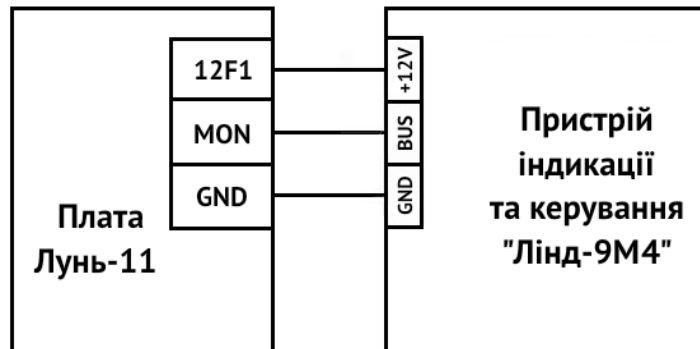 12F1
MON
GND
Плата
Лунь-11
+12V
BUS
GND
Пристрій
індикації
та керування
"Лінд-9М4"